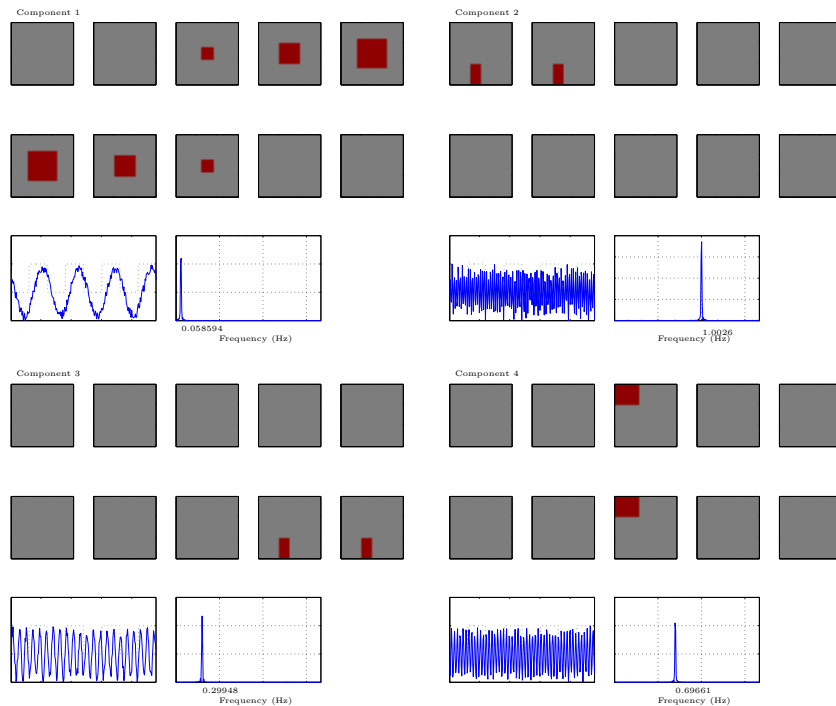 Component 1
Component 2
0.058594
Frequency (Hz)
1.0026
Frequency (Hz)
Component 3
Component 4
0.29948
Frequency (Hz)
0.69661
Frequency (Hz)